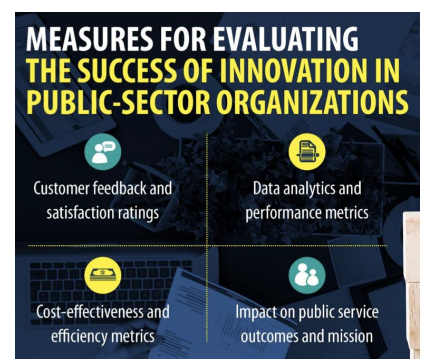 MEASURES FOR EVALUATING
THE SUCCESS OF INNOVATION IN
PUBLIC-SECTOR ORGANIZATIONS
Customer feedback and
satisfaction ratings
Data analytics and
performance metrics
Cost-effectiveness and
efficiency metrics
Impact on public service
outcomes and mission